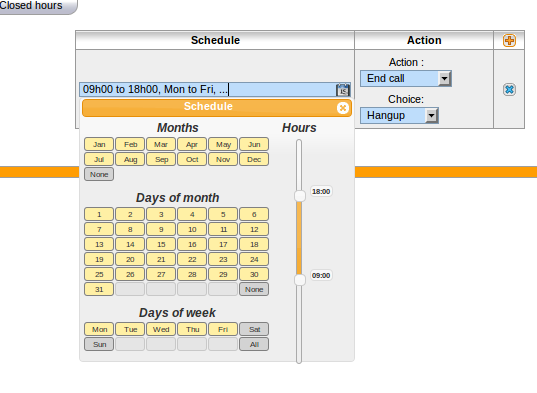 Closed hours
Schedule Action
Action :
End call
09h00 to 18h00, Mon to Fri, ...
Choice:
Hangup
Schedule
Months Hours
Jan Feb Mar Apr May Jun
Jul Aug Sep Oct Nov Dec
None
18:00
Days of month
1 2 3 4 5 6
7 8 9 10 11 12
13 14 15 16 17 18
19 20 21 22 23 24
25 26 27 28 29 30
09:00
31 None
Days of week
Mon Tue Wed Thu Fri Sat
Sun All